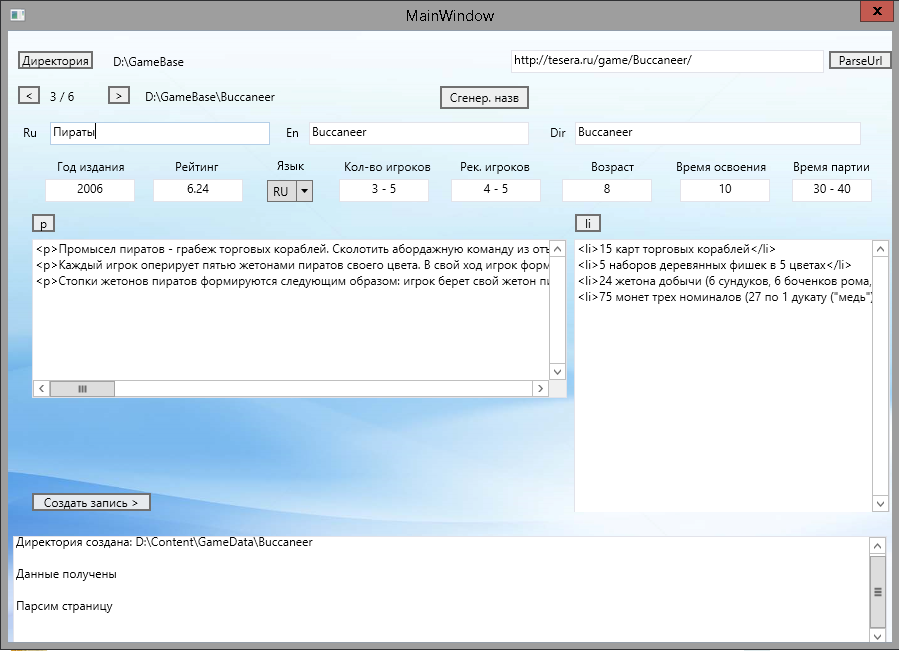 MainWindow
Директория D:\GameBase http://tesera.ru/game/Buccaneer/ ParseUrl
< 3 / 6 > D:\GameBase\Buccaneer Сгенер. назв
Ru Пираты En Buccaneer Dir Buccaneer
Год издания Рейтинг Язык Кол-во игроков Рек. игроков Возраст Время освоения Время партии
2006 6.24 RU 3 - 5 4 - 5 8 10 30 - 40
p
<p>Промысел пиратов - грабеж торговых кораблей. Сколотить абордажную команду из
<p>Каждый игрок оперирует пятью жетонами пиратов своего цвета. В свой ход игрок
<p>Стопки жетонов пиратов формируются следующим образом: игрок берет свой жетон
li
<li>15 карт торговых кораблей</li>
<li>5 наборов деревянных фишек в 5 цветах</li>
<li>24 жетона добычи (6 сундуков, 6 боченков рома,
<li>75 монет трех номиналов (27 по 1 дукату ("медь")
Создать запись >
Директория создана: D:\Content\GameData\Buccaneer
Данные получены
Парсим страницу